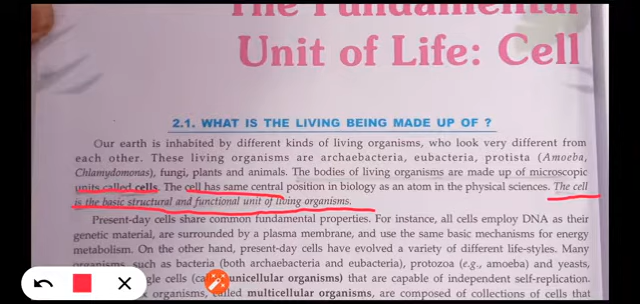 The Fundamental
Unit of Life: Cell
2.1. WHAT IS THE LIVING BEING MADE UP OF ?
Our earth is inhabited by different kinds of living organisms, who look very different from
each other. These living organisms are archaebacteria, eubacteria, protista (Amoeba,
Chlamydomonas), fungi, plants and animals. The bodies of living organisms are made up of microscopic
units called cells. The cell has same central position in biology as an atom in the physical sciences. The cell
is the basic structural and functional unit of living organisms.
Present-day cells share common fundamental properties. For instance, all cells employ DNA as their
genetic material, are surrounded by a plasma membrane, and use the same basic mechanisms for energy
metabolism. On the other hand, present-day cells have evolved a variety of different life-styles. Many
organisms, such as bacteria (both archaebacteria and eubacteria), protozoa (e.g., amoeba) and yeasts,
gle cells (called unicellular organisms) that are capable of independent self-replication.
organisms, called multicellular organisms, are composed of collections of cells that